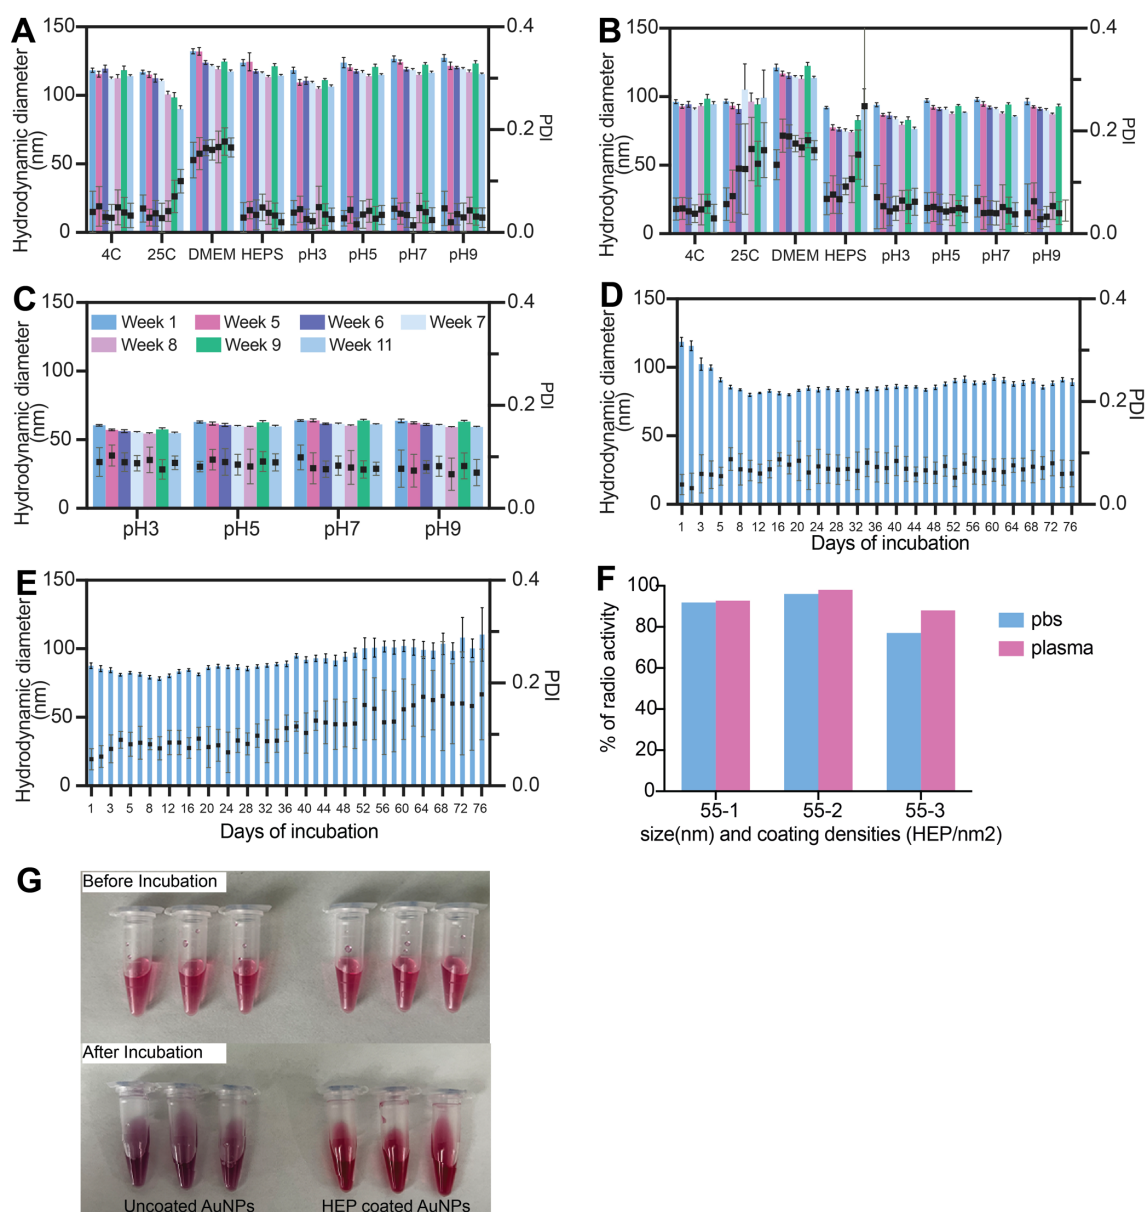 A
150
100
50
0
Hydrodynamic diameter
(nm)
0.4
0.2
0.0
PDI
4C 25C DMEM HEPS pH3 pH5 pH7 pH9
B
150
100
50
0
Hydrodynamic diameter
(nm)
0.4
0.2
0.0
PDI
4C 25C DMEM HEPS pH3 pH5 pH7 pH9
C
150
100
50
0
Hydrodynamic diameter
(nm)
Week 1 Week 5 Week 6 Week 7
Week 8 Week 9 Week 11
0.4
0.2
0.0
PDI
pH3 pH5 pH7 pH9
D
150
100
50
0
Hydrodynamic diameter
(nm)
0.4
0.2
0.0
PDI
1 3 5 8 12 16 20 24 28 32 36 40 44 48 52 56 60 64 68 72 76
Days of incubation
E
150
100
50
0
Hydrodynamic diameter
(nm)
0.4
0.2
0.0
PDI
1 3 5 8 12 16 20 24 28 32 36 40 44 48 52 56 60 64 68 72 76
Days of incubation
F
100
80
60
40
20
0
% of radio activity
pbs
plasma
55-1 55-2 55-3
size(nm) and coating densities (HEP/nm2)
G
Before Incubation
After Incubation
Uncoated AuNPs HEP coated AuNPs